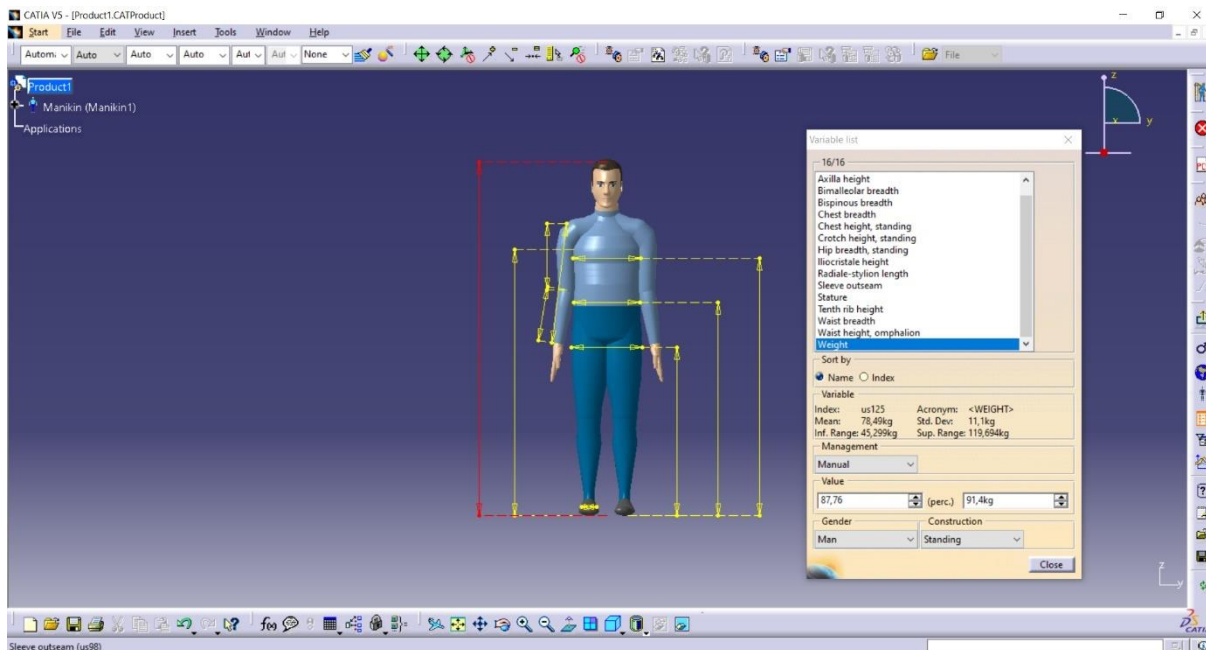 CATIA V5 - [Product1.CATProduct]
Start File Edit View Insert Tools Window Help
Autom. Auto Auto Auto Aut Aut None File
Product1
Manikin (Manikin1)
Applications
z
x y
Variable list
16/16
Axilla height
Bimalleolar breadth
Bispinous breadth
Chest breadth
Chest height, standing
Crotch height, standing
Hip breadth, standing
Iliocristale height
Radiale-stylion length
Sleeve outseam
Stature
Tenth rib height
Waist breadth
Waist height, omphalion
Weight
Sort by
Name Index
Variable
Index: us125 Acronym: <WEIGHT>
Mean: 78,49kg Std. Dev: 11,1kg
Inf. Range: 45,299kg Sup. Range: 119,694kg
Management
Manual
Value
87,76 (perc.) 91,4kg
Gender Construction
Man Standing
Close
z
y
f(x)
CATIA
Sleeve outseam (us98)